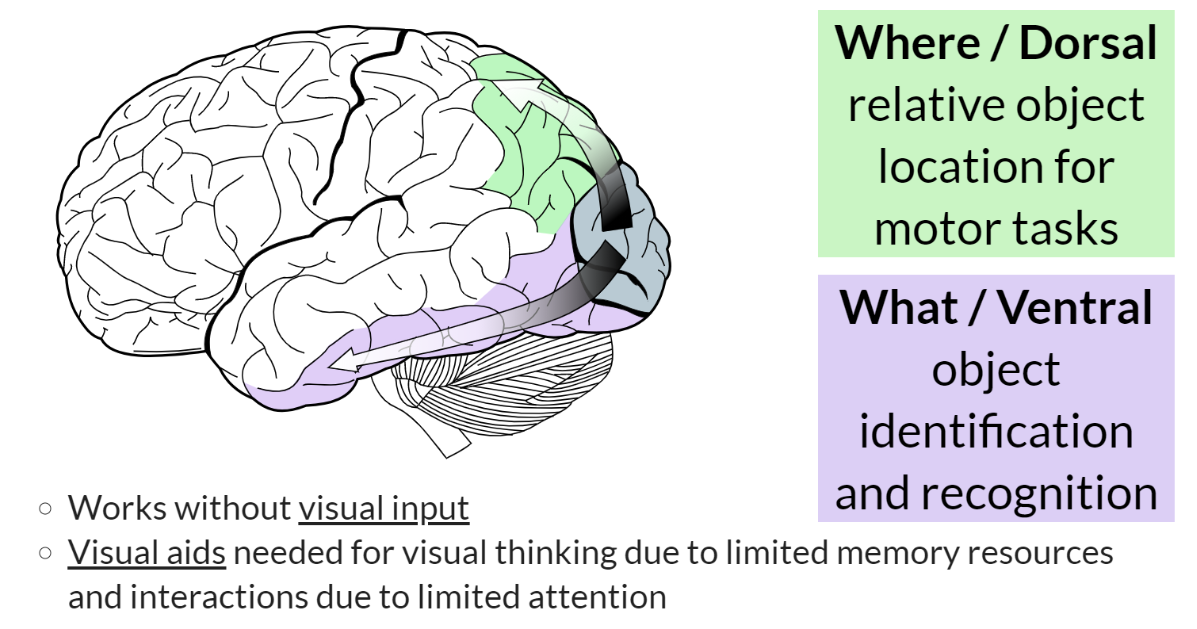 Where / Dorsal
relative object
location for
motor tasks
What / Ventral
object
identification
and recognition
Works without visual input
Visual aids needed for visual thinking due to limited memory resources
and interactions due to limited attention